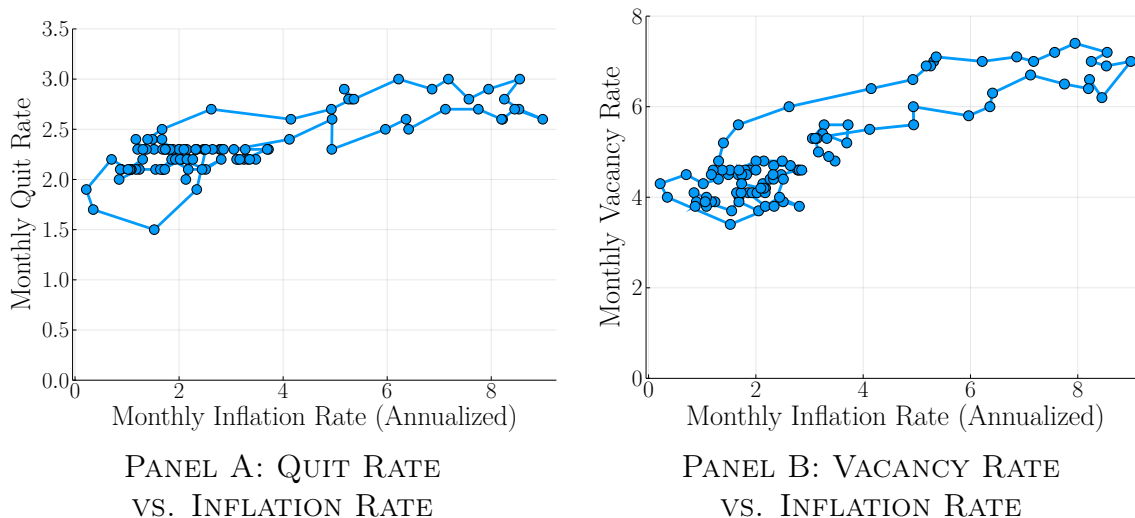 3.5
3.0
2.5
2.0
1.5
1.0
0.5
0.0
2
4
6
8
Monthly Quit Rate
Monthly Inflation Rate (Annualized)
PANEL A: QUIT RATE
VS. INFLATION RATE
8
6
4
2
0
0
2
4
6
8
Monthly Vacancy Rate
Monthly Inflation Rate (Annualized)
PANEL B: VACANCY RATE
VS. INFLATION RATE